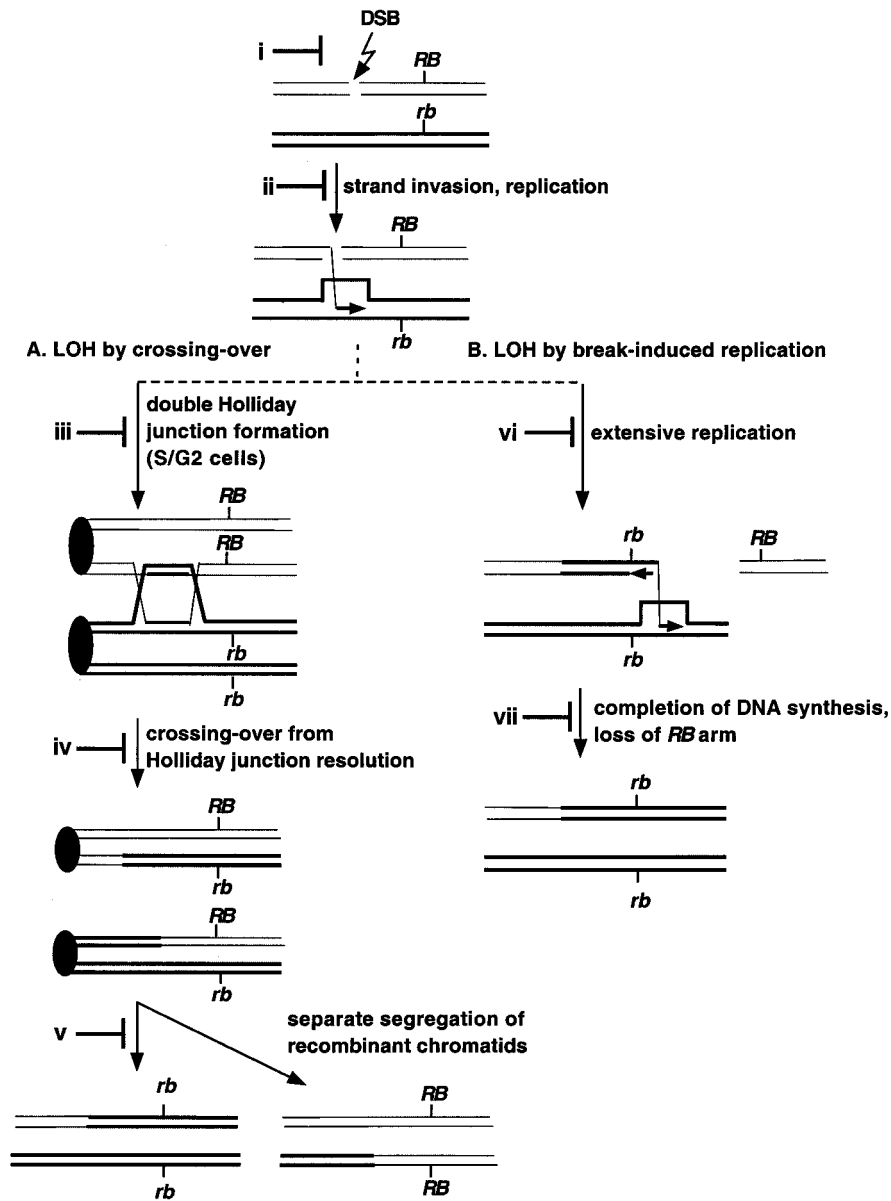 DSB
i
RB
rb
ii
strand invasion, replication
RB
rb
A. LOH by crossing-over
B. LOH by break-induced replication
iii
double Holliday
junction formation
(S/G2 cells)
vi
extensive replication
RB
RB
rb
rb
rb
RB
rb
iv
crossing-over from
Holliday junction resolution
vii
completion of DNA synthesis,
loss of RB arm
RB
rb
RB
rb
rb
rb
v
separate segregation of
recombinant chromatids
rb
rb
RB
RB